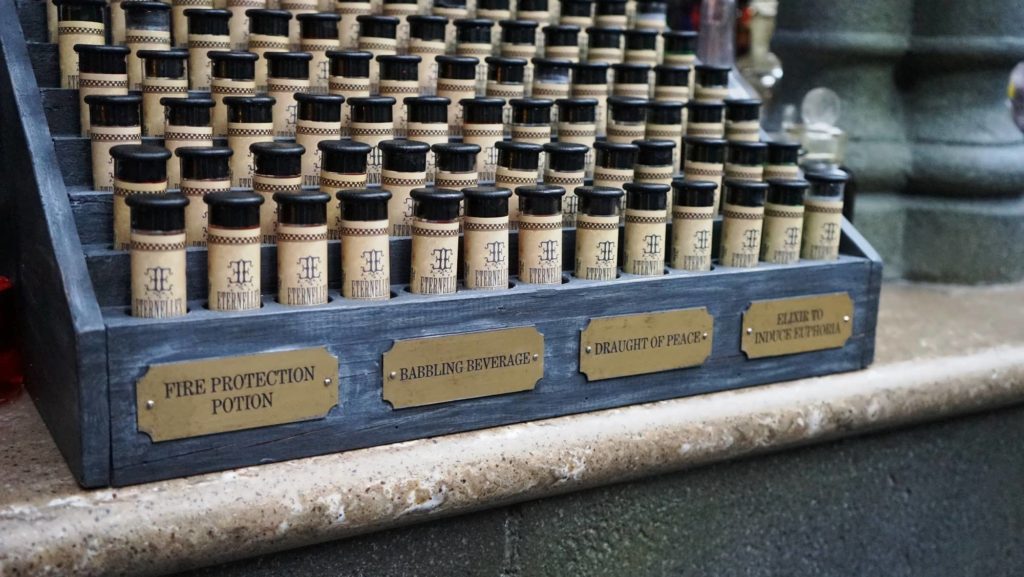 ETERNELLE
FIRE PROTECTION
POTION
BABBLING BEVERAGE
DRAUGHT OF PEACE
ELIXIR TO
INDUCE EUPHORIA